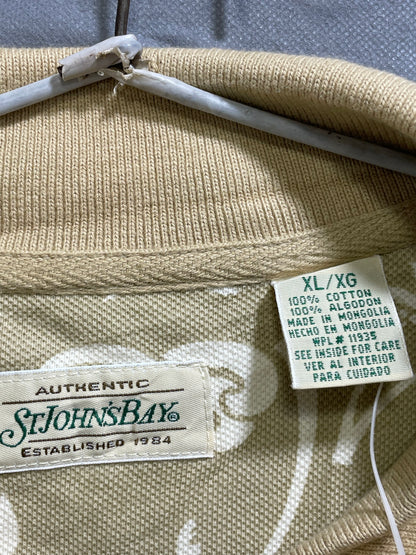 XL/XG
100% COTTON
100% ALGODON
MADE IN MONGOLIA
HECHO EN MONGOLIA
WPL # 11935
SEE INSIDE FOR CARE
VER AL INTERIOR
PARA CUIDADO
AUTHENTIC
ST. JOHN'S BAY®
ESTABLISHED 1984